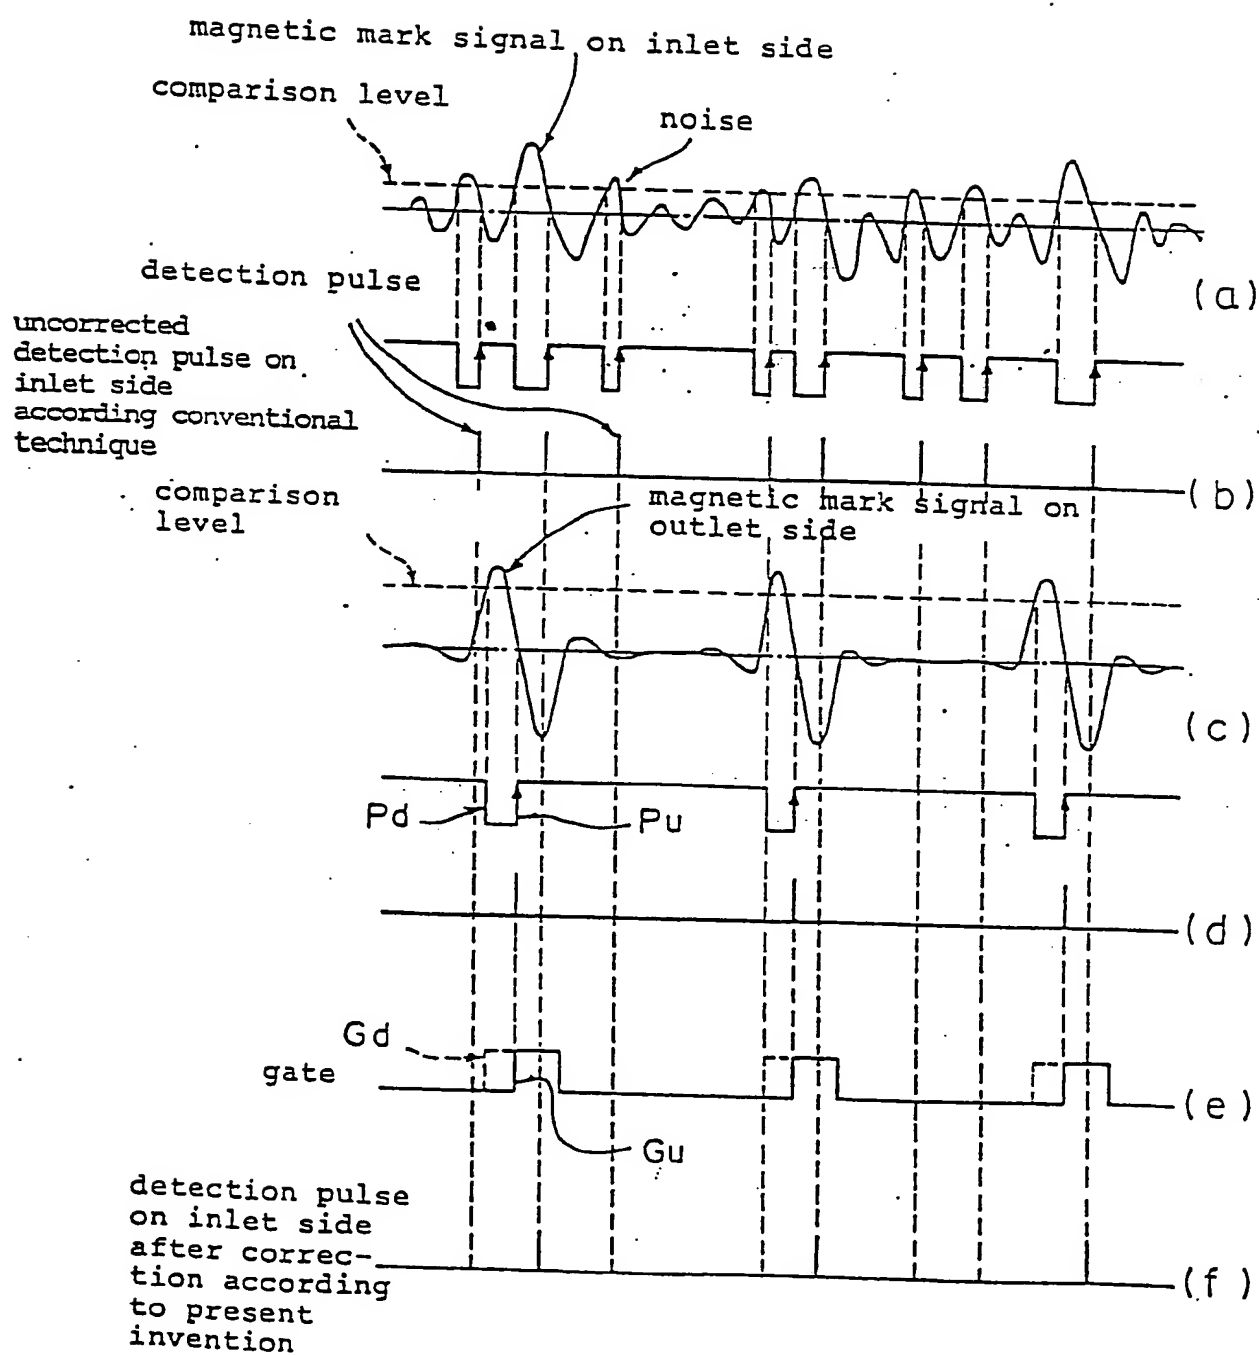 magnetic mark signal on inlet side
comparison level
noise
(a)
detection pulse
uncorrected
detection pulse on
inlet side
according conventional
technique
(b)
comparison
level
magnetic mark signal on
outlet side
(c)
Pd
Pu
(d)
Gd
gate
(e)
Gu
detection pulse
on inlet side
after correc-
tion according
to present
invention
(f)